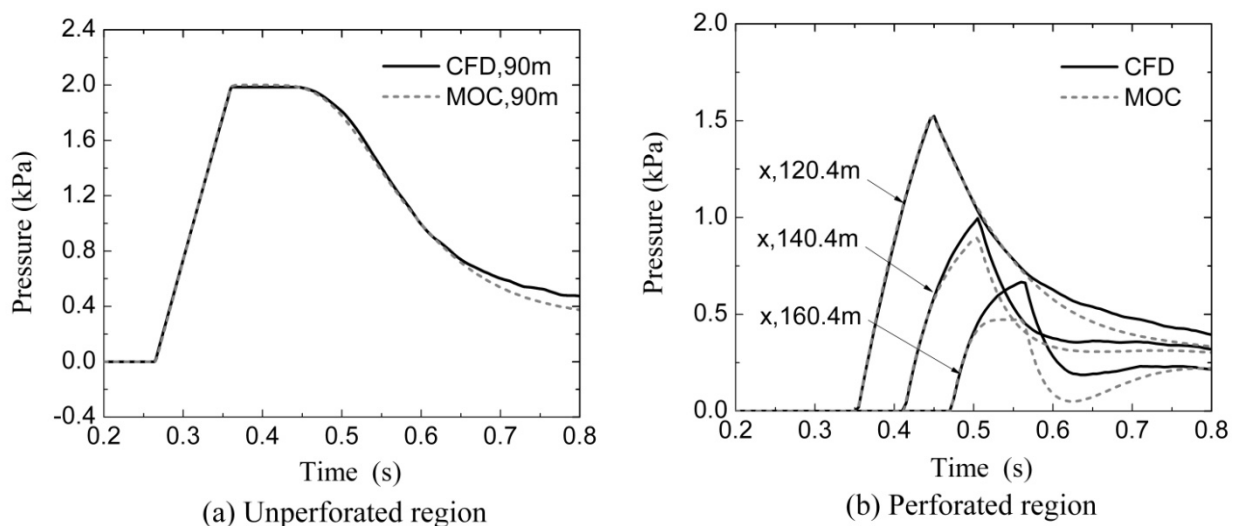 2.4
2.0
1.6
1.2
0.8
0.4
0.0
-0.4
Pressure (kPa)
CFD,90m
MOC,90m
0.2 0.3 0.4 0.5 0.6 0.7 0.8
Time (s)
(a) Unperforated region
2.0
1.5
1.0
0.5
0.0
Pressure (kPa)
CFD
MOC
x,120.4m
x,140.4m
x,160.4m
0.2 0.3 0.4 0.5 0.6 0.7 0.8
Time (s)
(b) Perforated region